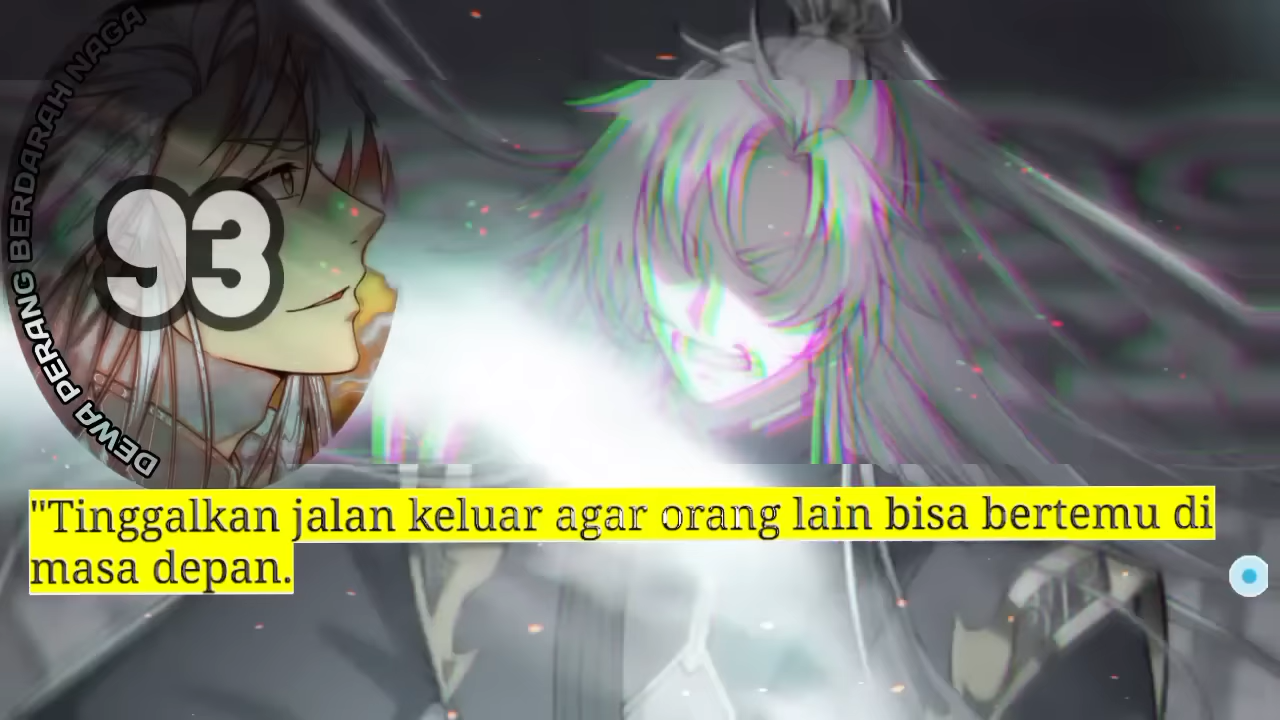 DEWA PERANG BERDARAH NAGA
93
"Tinggalkan jalan keluar agar orang lain bisa bertemu di
masa depan.